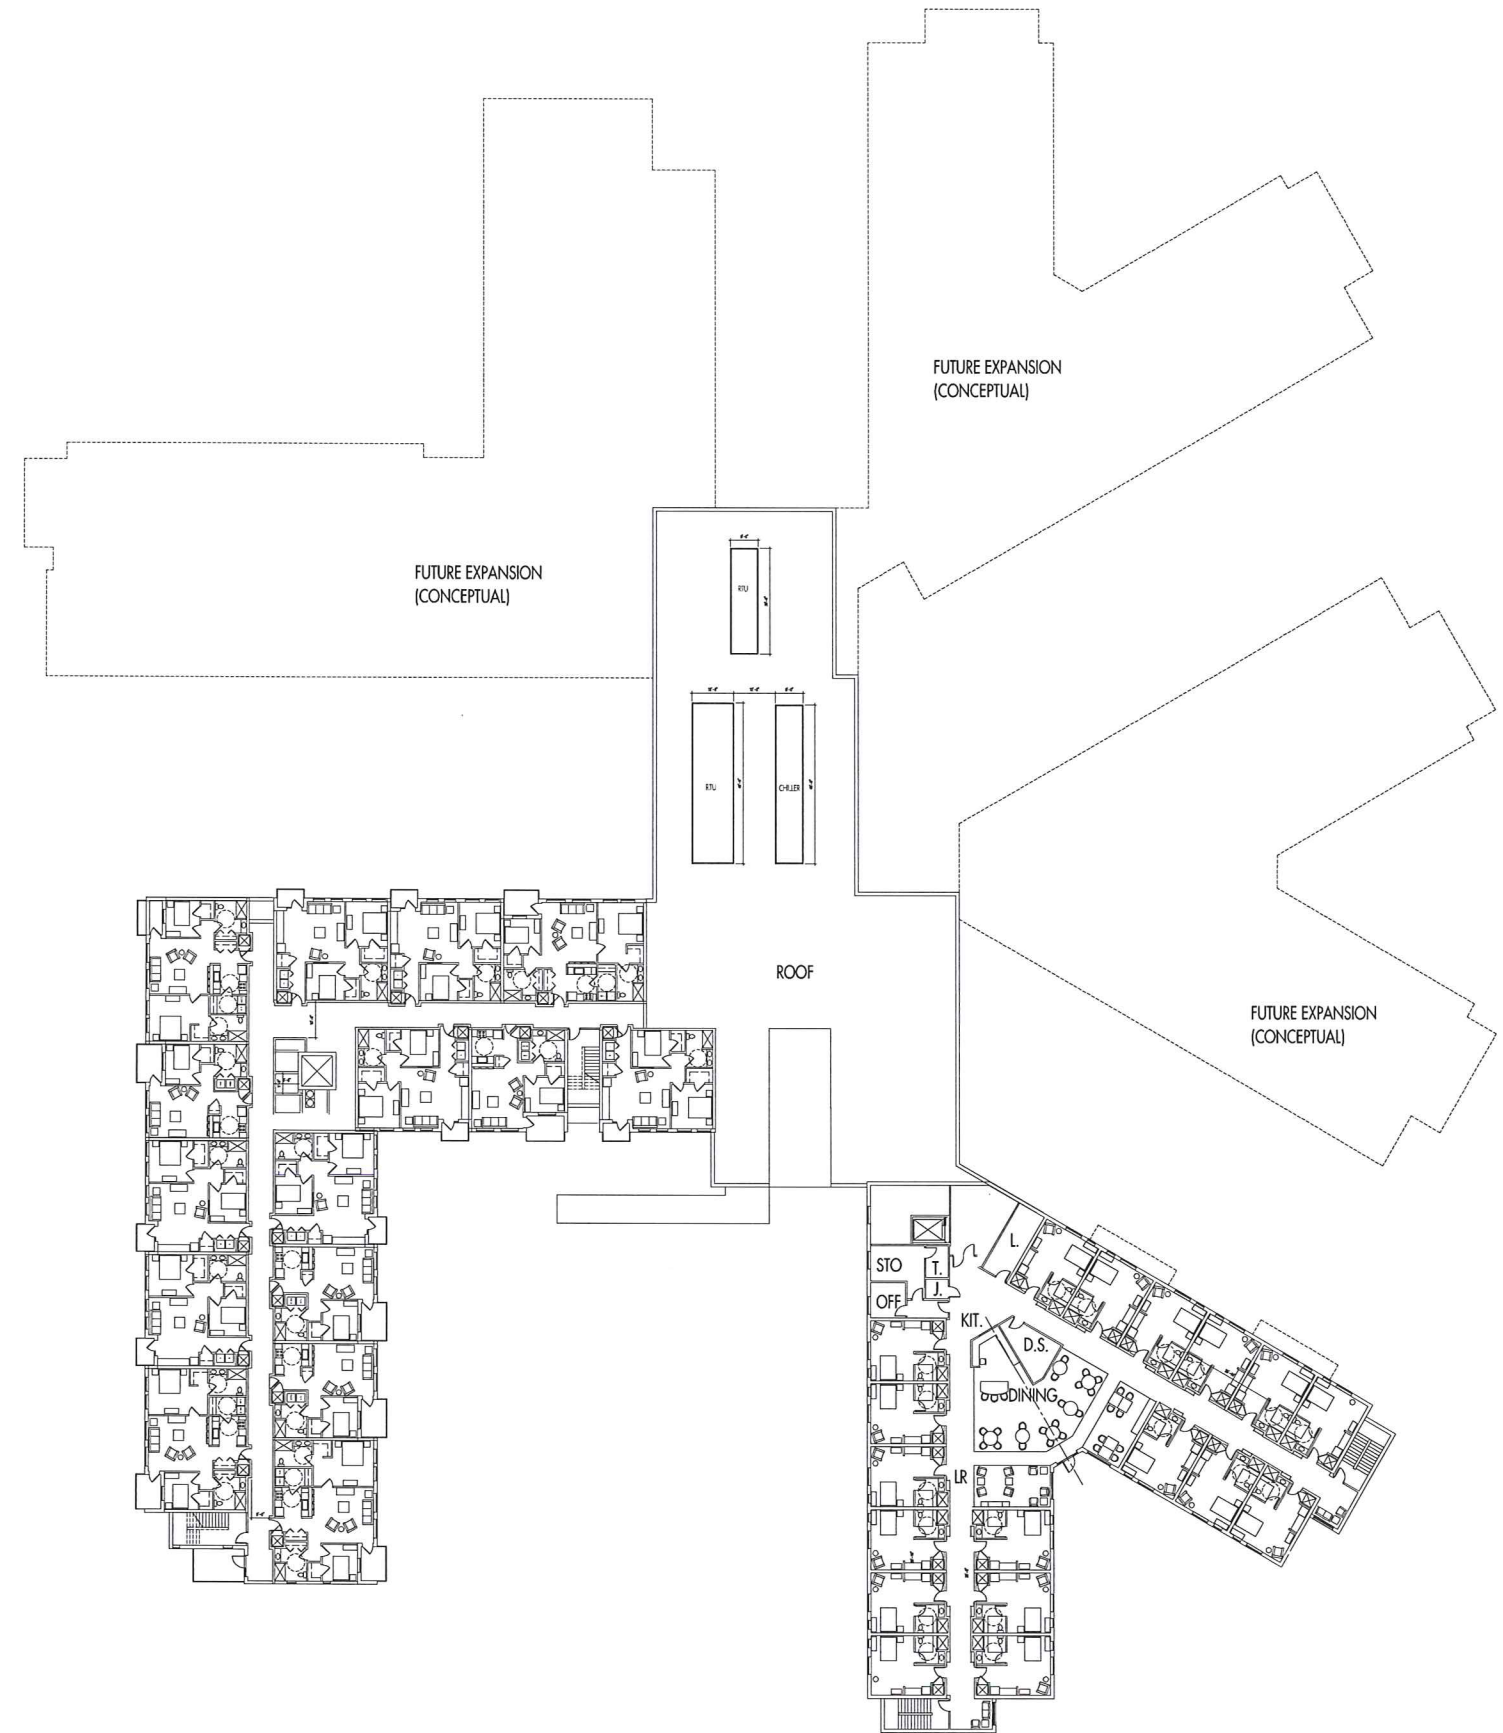 FUTURE EXPANSION
(CONCEPTUAL)
FUTURE EXPANSION
(CONCEPTUAL)
RTU
RTU
CHILLER
ROOF
FUTURE EXPANSION
(CONCEPTUAL)
L.
STO
T.
J.
OFF
KIT.
D.S.
DINING
LR